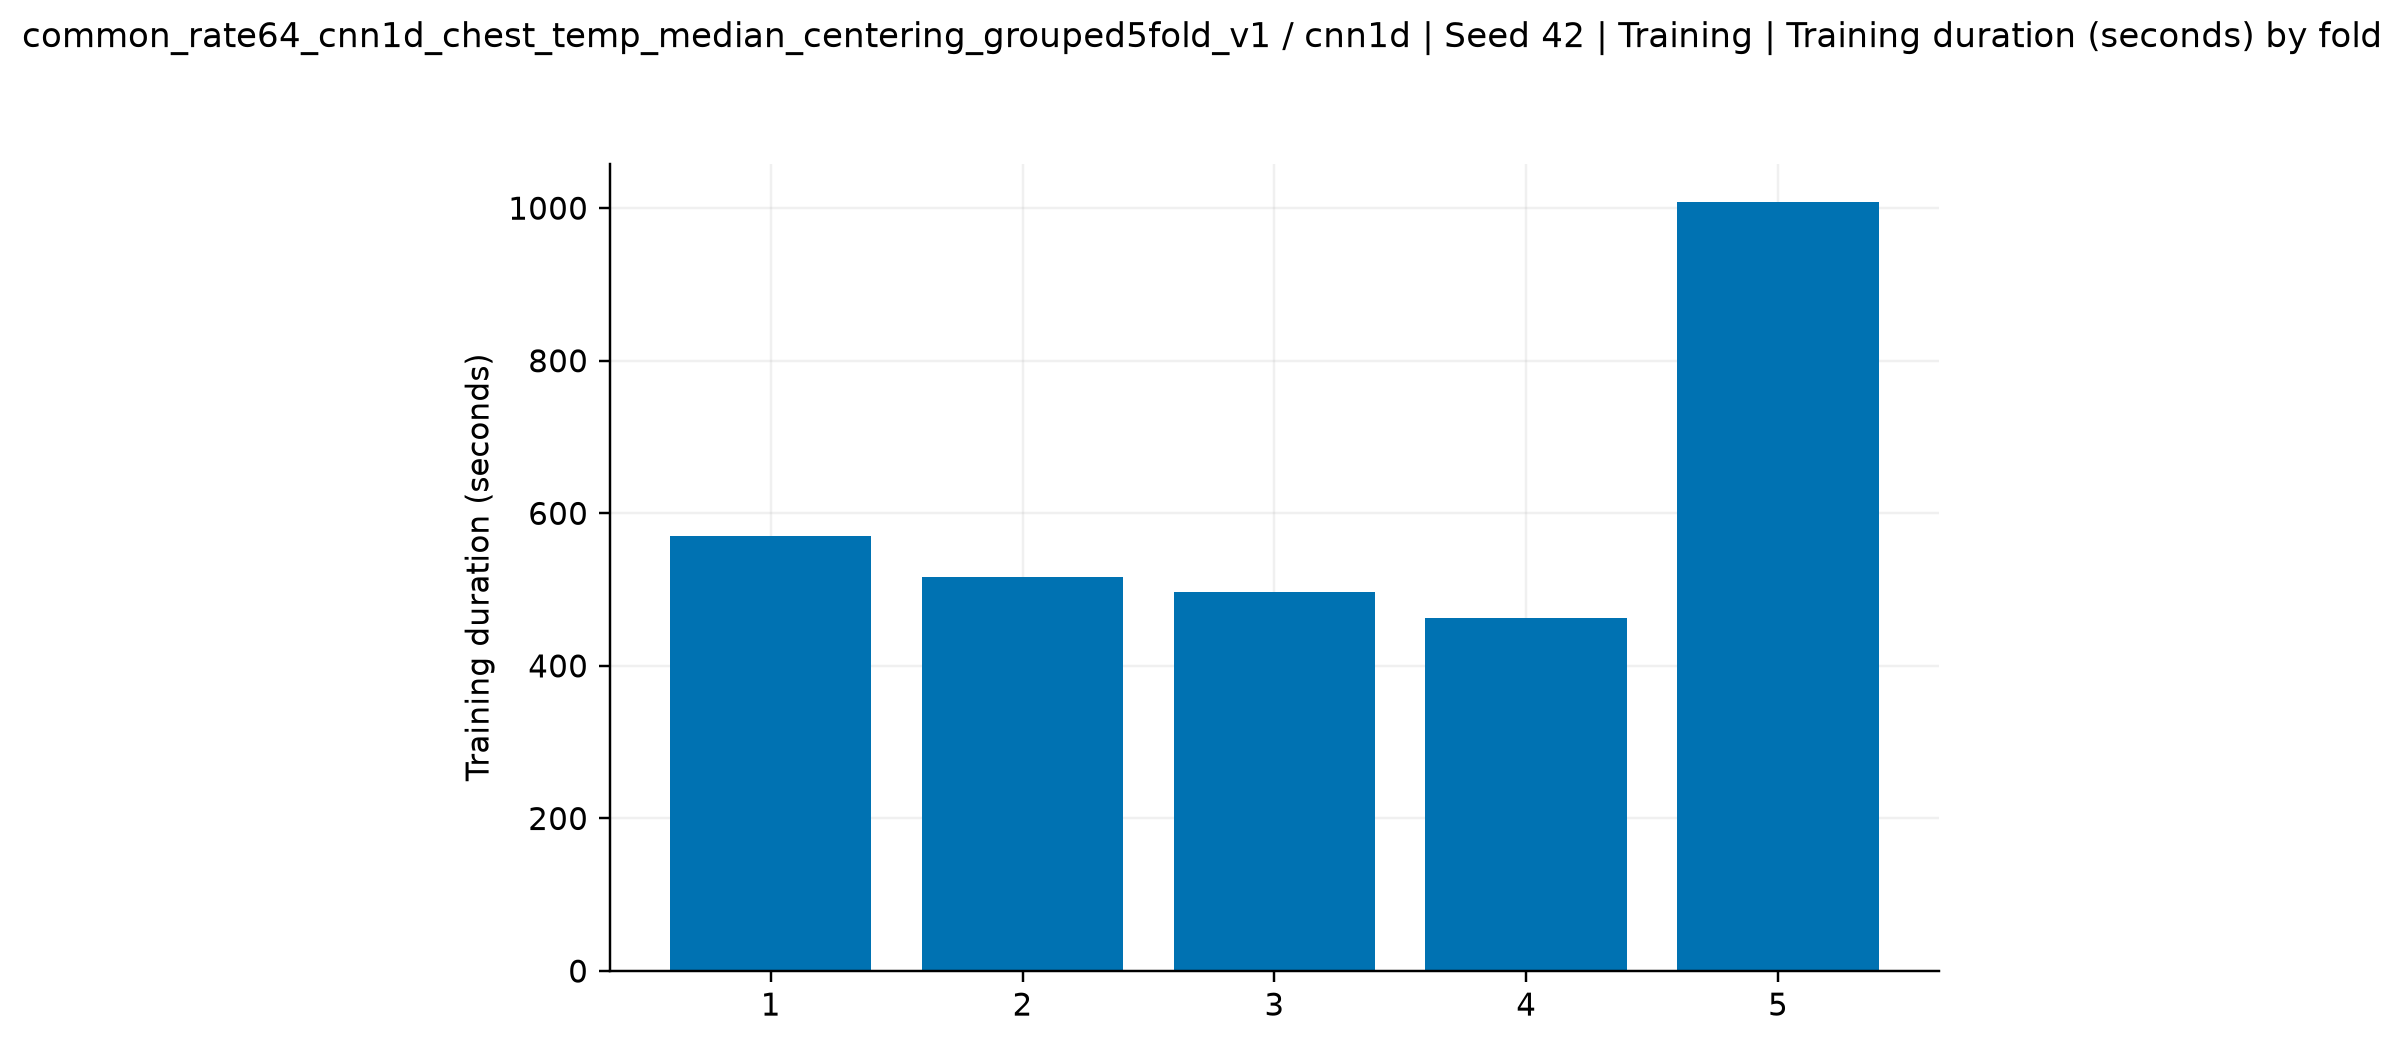 common_rate64_cnn1d_chest_temp_median_centering_grouped5fold_v1 / cnn1d | Seed 42 | Training | Training duration (seconds) by fold
Training duration (seconds)
1000
800
600
400
200
0
1 2 3 4 5